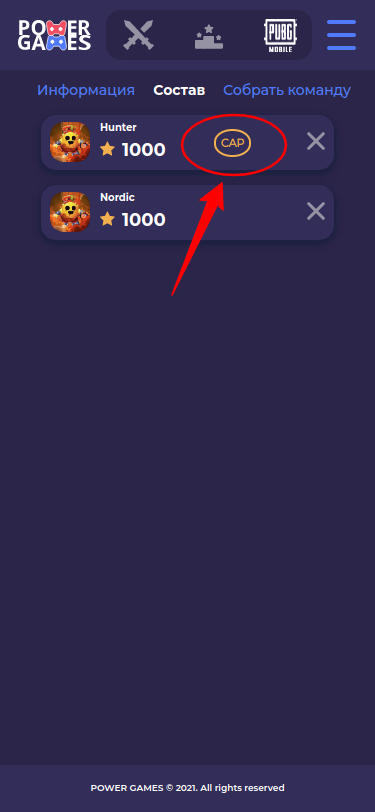 POWER
GAMES
PUBG
MOBILE
Информация Состав Собрать команду
Hunter
1000
CAP
Nordic
1000
POWER GAMES © 2021. All rights reserved